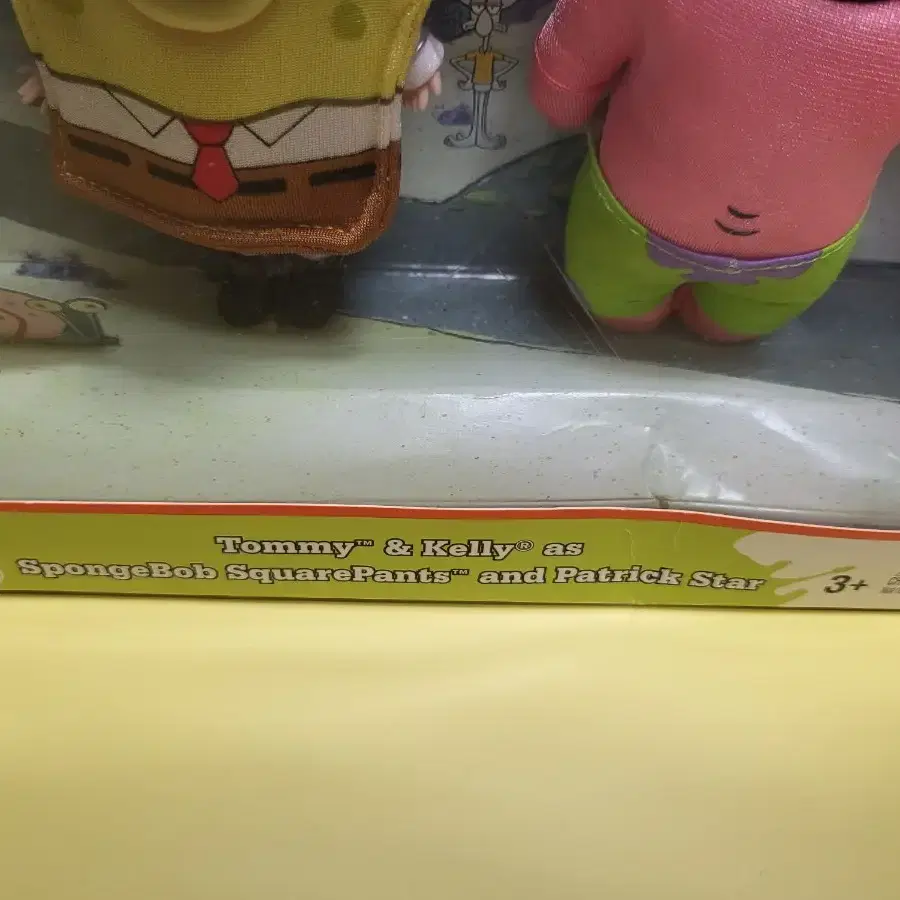 Tommy™ & Kelly® as
SpongeBob SquarePants™ and Patrick Star
3+